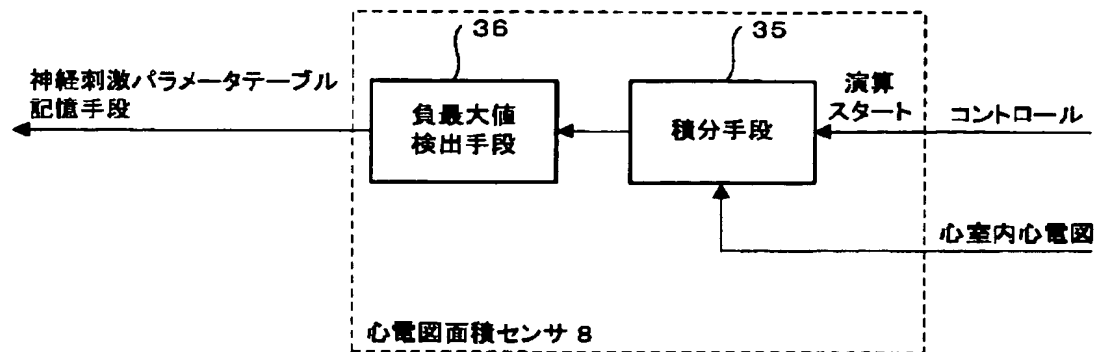 36
35
神経刺激パラメータテーブル
記憶手段
負最大値
検出手段
積分手段
演算
スタート
コントロール
心室内心電図
心電図面積センサ 8